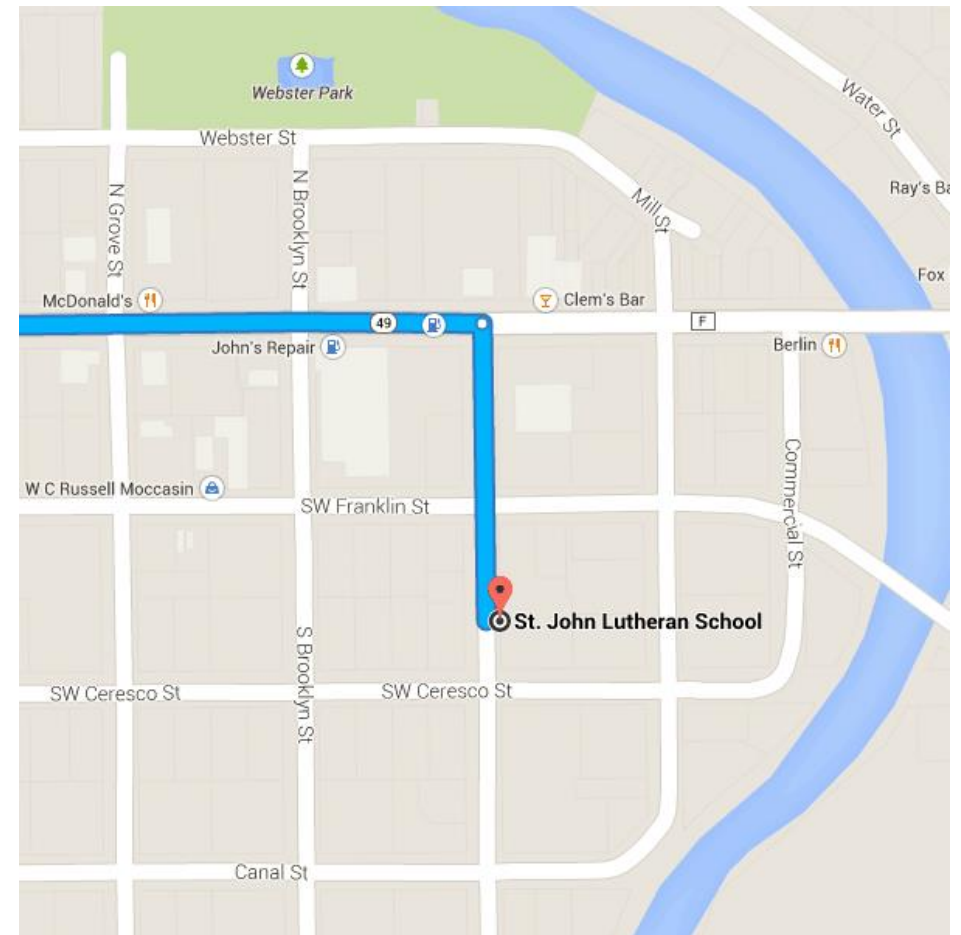 Webster Park
Webster St
Water St
N Grove St
N Brooklyn St
Mill St
Ray's Ba
Fox
McDonald's
Clem's Bar
49
F
John's Repair
Berlin
Commercial St
W C Russell Moccasin
SW Franklin St
St. John Lutheran School
S Brooklyn St
SW Ceresco St
SW Ceresco St
Canal St